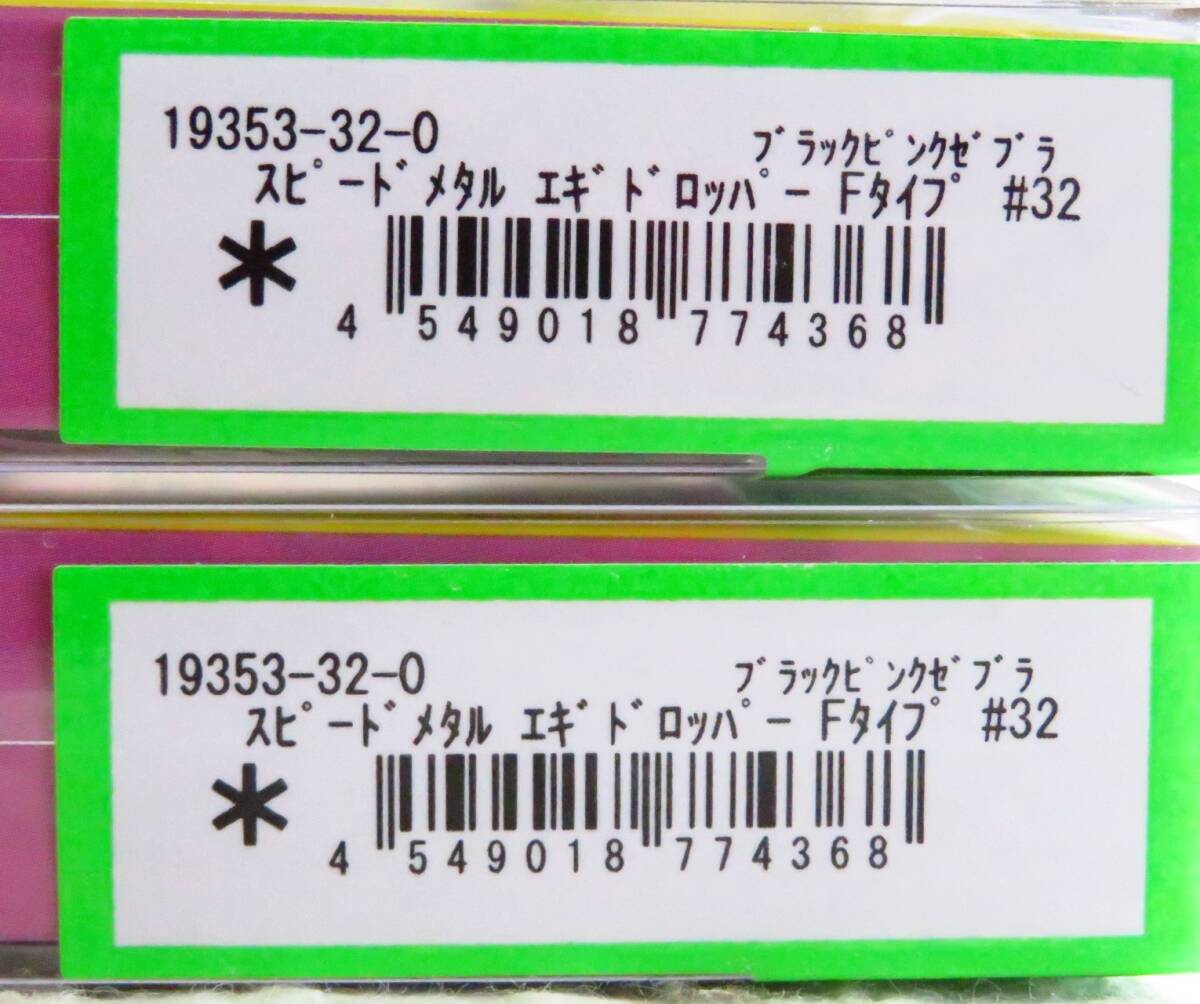 19353-32-0
ﾌﾞﾗｯｸﾋﾟﾝｸｾﾞﾌﾞﾗ
ｽﾋﾟｰﾄﾞﾒﾀﾙ ｴｷﾞﾄﾞﾛｯﾊﾟｰ Fﾀｲﾌﾟ #32
*
4 549018 774368
19353-32-0
ﾌﾞﾗｯｸﾋﾟﾝｸｾﾞﾌﾞﾗ
ｽﾋﾟｰﾄﾞﾒﾀﾙ ｴｷﾞﾄﾞﾛｯﾊﾟｰ Fﾀｲﾌﾟ #32
*
4 549018 774368